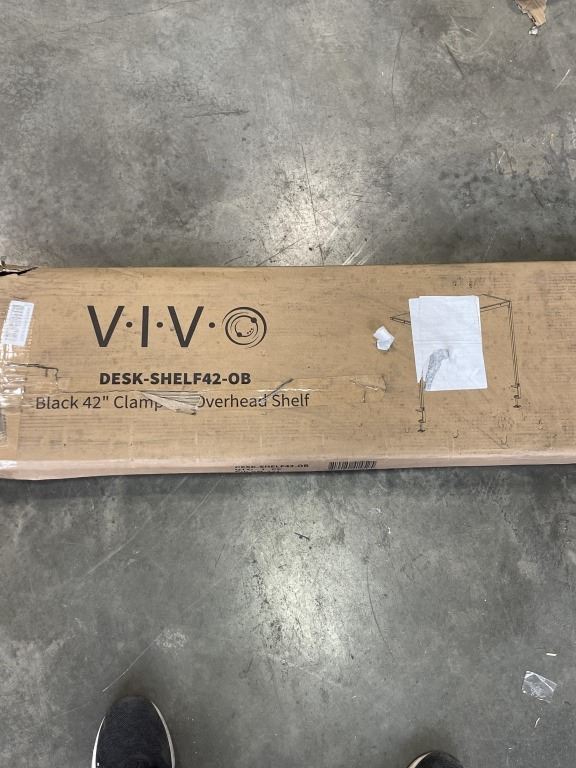 V·I·V·O
DESK-SHELF42-OB
Black 42" Clamp Overhead Shelf
DESK-SHELF42-OB